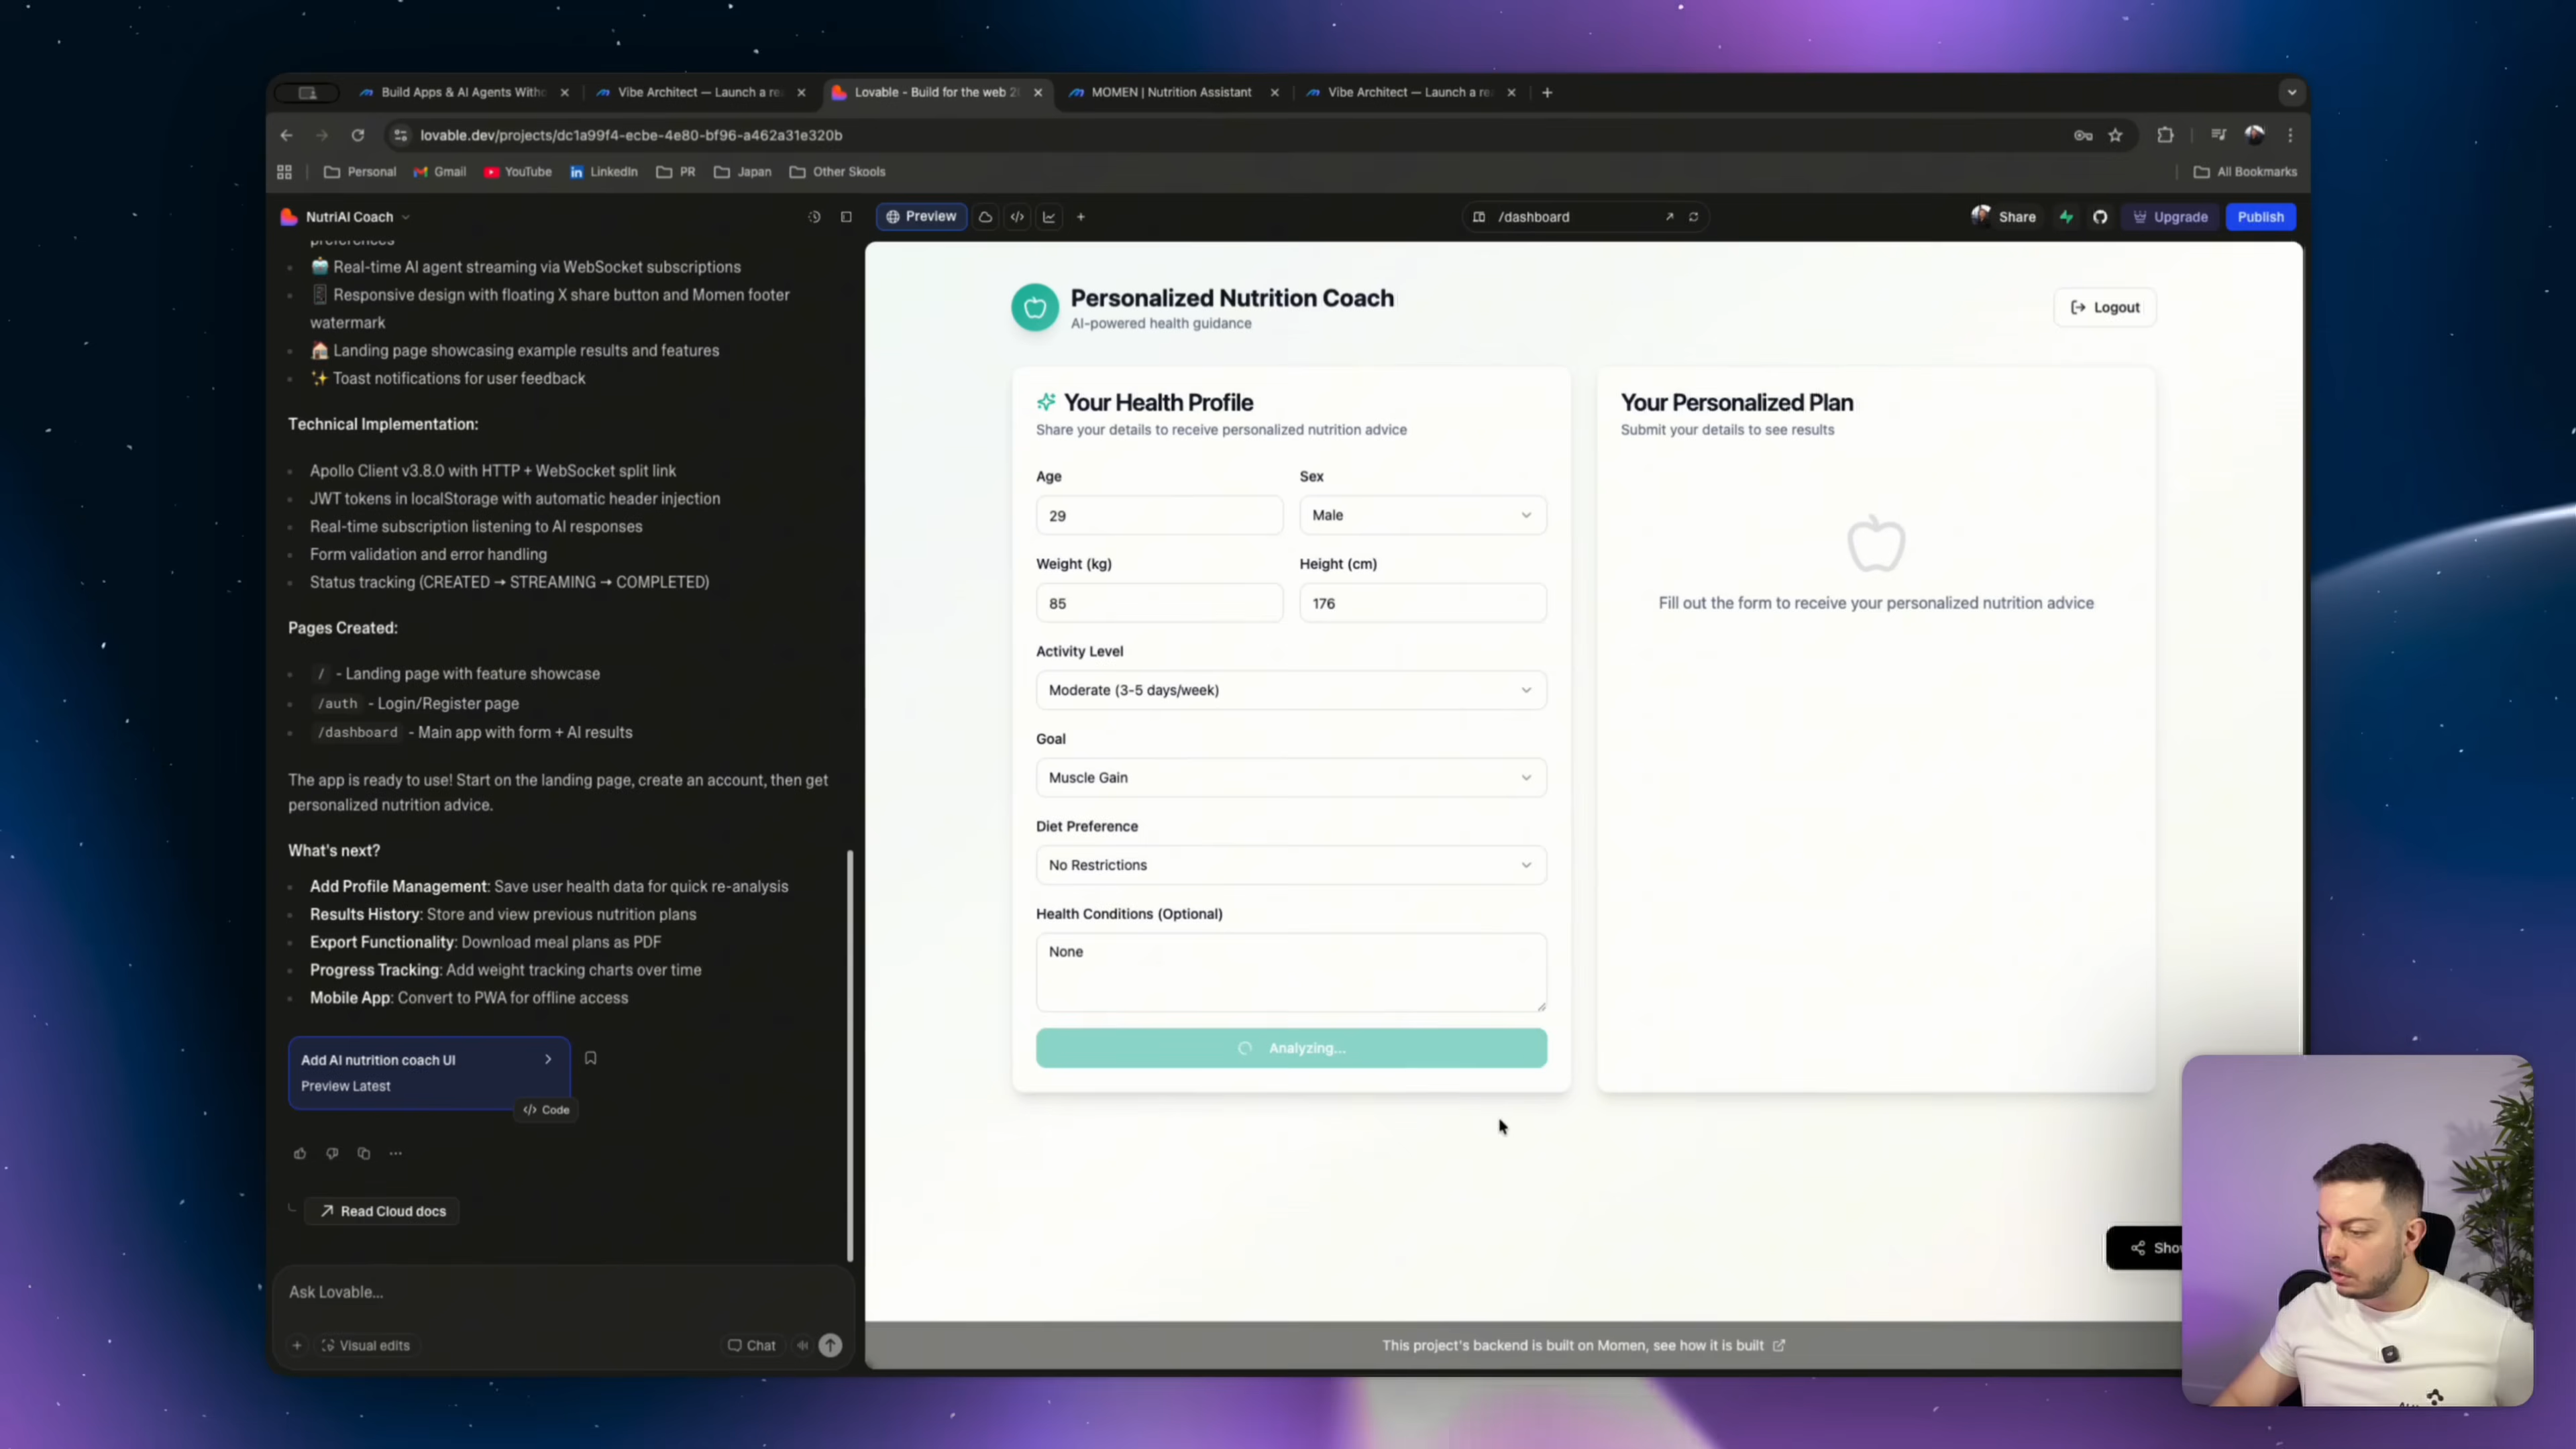 Build Apps & AI Agents Witho
Vibe Architect — Launch a re
Lovable - Build for the web 2
MOMEN | Nutrition Assistant
Vibe Architect — Launch a re
lovable.dev/projects/dc1a99f4-ecbe-4e80-bf96-a462a31e320b
Personal
Gmail
YouTube
LinkedIn
PR
Japan
Other Skools
All Bookmarks
NutriAI Coach
Preview
/dashboard
Share
Upgrade
Publish
preferences
Real-time AI agent streaming via WebSocket subscriptions
Responsive design with floating X share button and Momen footer
watermark
Landing page showcasing example results and features
Toast notifications for user feedback
Technical Implementation:
Apollo Client v3.8.0 with HTTP + WebSocket split link
JWT tokens in localStorage with automatic header injection
Real-time subscription listening to AI responses
Form validation and error handling
Status tracking (CREATED → STREAMING → COMPLETED)
Pages Created:
/ - Landing page with feature showcase
/auth - Login/Register page
/dashboard - Main app with form + AI results
The app is ready to use! Start on the landing page, create an account, then get
personalized nutrition advice.
What's next?
Add Profile Management: Save user health data for quick re-analysis
Results History: Store and view previous nutrition plans
Export Functionality: Download meal plans as PDF
Progress Tracking: Add weight tracking charts over time
Mobile App: Convert to PWA for offline access
Add AI nutrition coach UI
Preview Latest
Code
Read Cloud docs
Ask Lovable...
Visual edits
Chat
Personalized Nutrition Coach
AI-powered health guidance
Logout
Your Health Profile
Share your details to receive personalized nutrition advice
Age
Sex
29
Male
Weight (kg)
Height (cm)
85
176
Activity Level
Moderate (3-5 days/week)
Goal
Muscle Gain
Diet Preference
No Restrictions
Health Conditions (Optional)
None
Analyzing...
Your Personalized Plan
Submit your details to see results
Fill out the form to receive your personalized nutrition advice
This project's backend is built on Momen, see how it is built